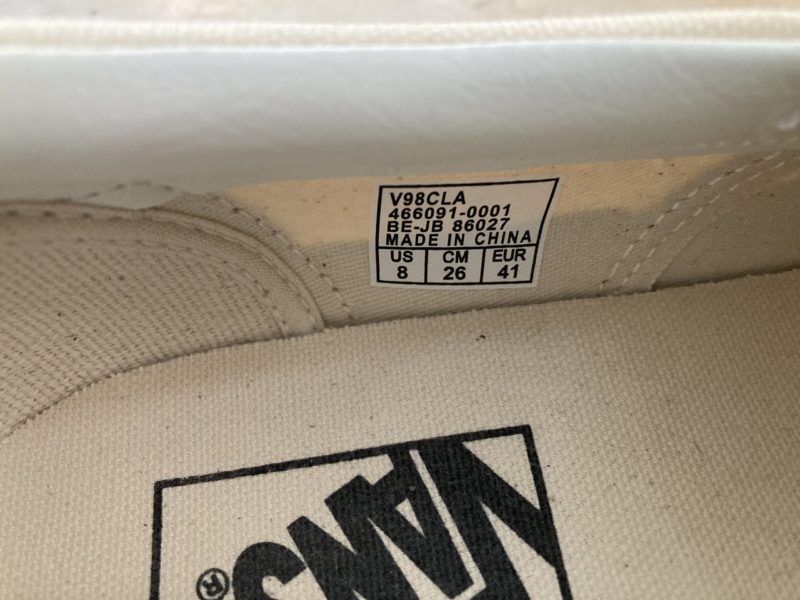 V98CLA
466091-0001
BE-JB 86027
MADE IN CHINA
US CM EUR
8 26 41
VANS
®